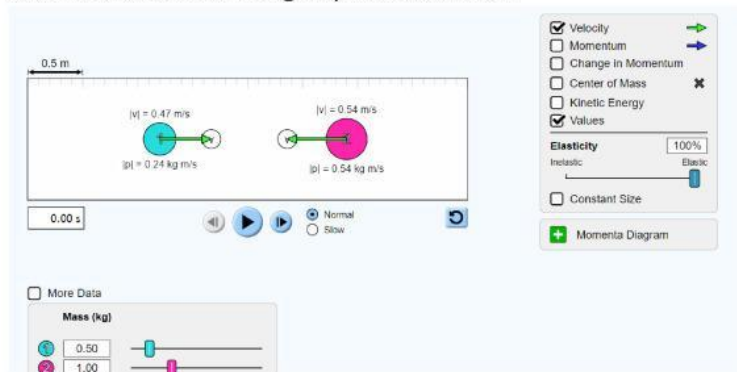 0.5 m
|v| = 0.47 m/s
|v| = 0.54 m/s
|p| = 0.24 kg m/s
|p| = 0.54 kg m/s
0.00 s
Normal
Slow
Velocity
Momentum
Change in Momentum
Center of Mass
Kinetic Energy
Values
Elasticity 100%
Inelastic Elastic
Constant Size
Momenta Diagram
More Data
Mass (kg)
1 0.50
2 1.00